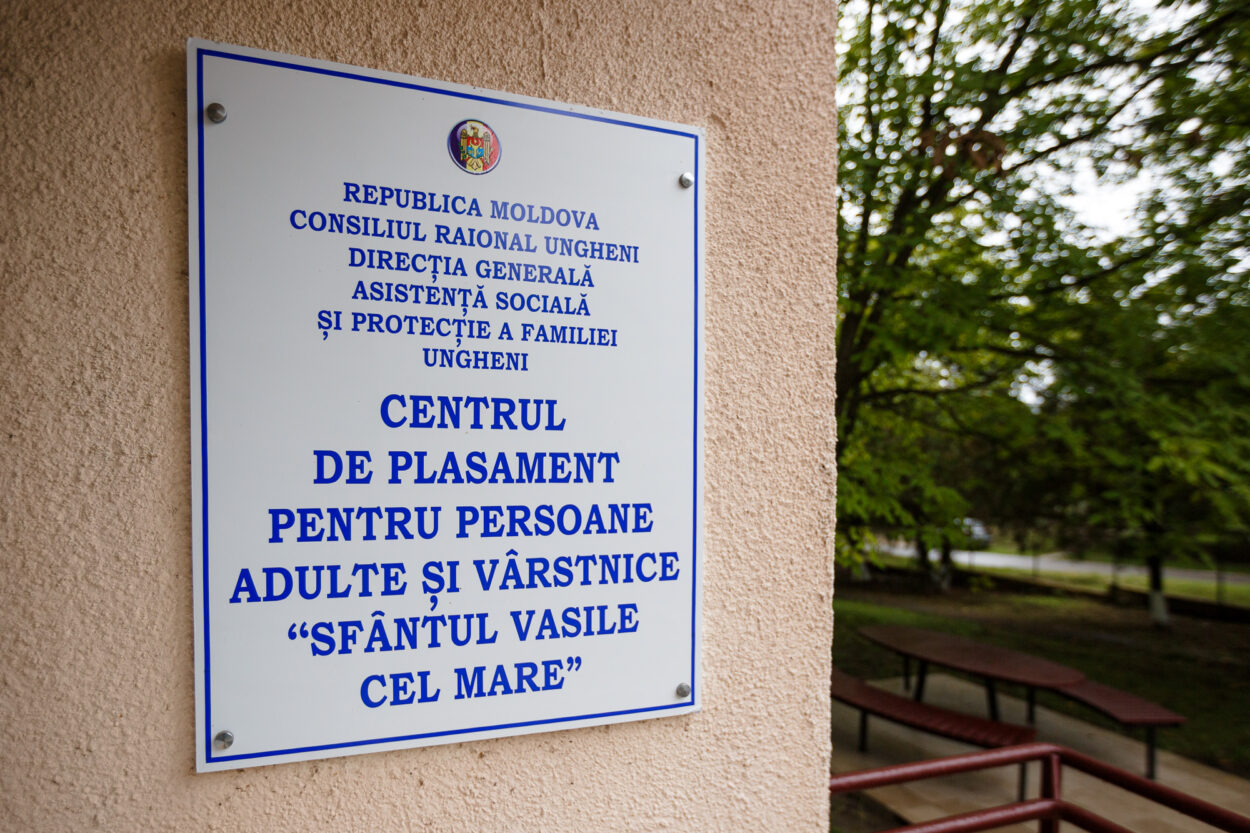 REPUBLICA MOLDOVA
CONSILIUL RAIONAL UNGHENI
DIRECȚIA GENERALĂ
ASISTENȚĂ SOCIALĂ
ȘI PROTECȚIE A FAMILIEI
UNGHENI
CENTRUL
DE PLASAMENT
PENTRU PERSOANE
ADULTE ȘI VÂRSTNICE
“SFÂNTUL VASILE
CEL MARE”